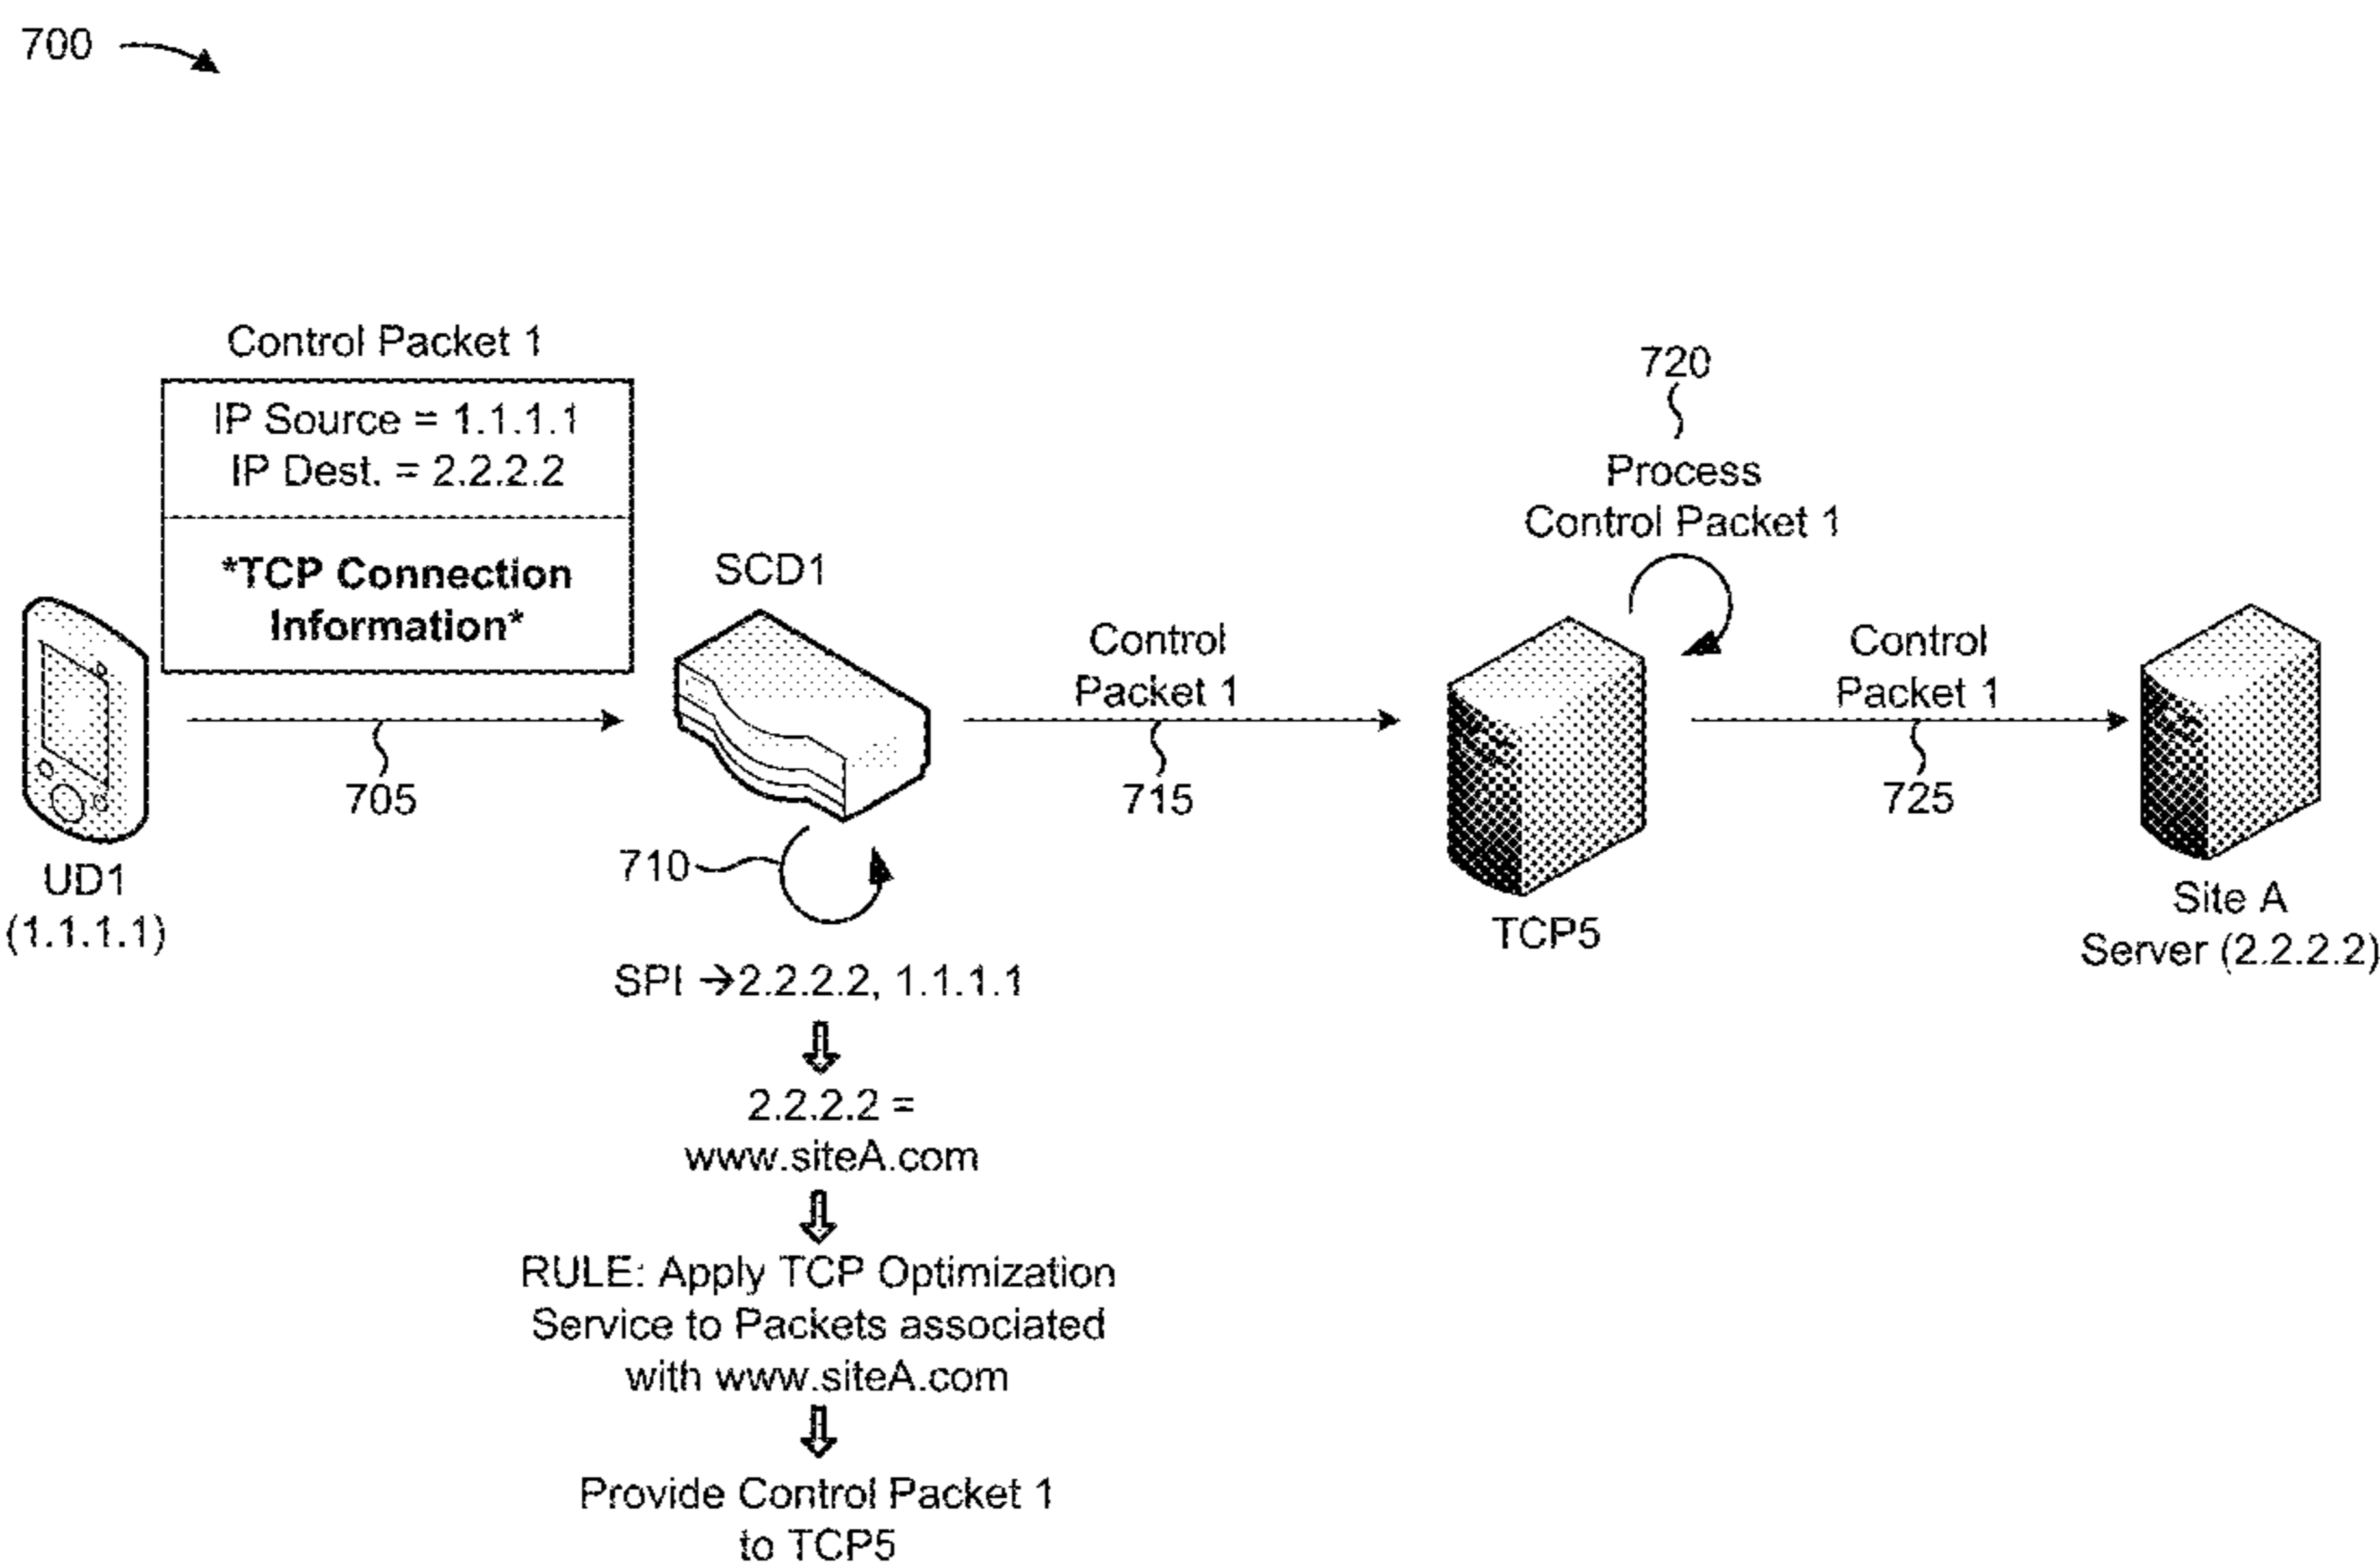 700
Control Packet 1
IP Source = 1.1.1.1
IP Dest. = 2.2.2.2
*TCP Connection
Information*
705
UD1
(1.1.1.1)
SCD1
710
SPI →2.2.2.2, 1.1.1.1
2.2.2.2 =
www.siteA.com
RULE: Apply TCP Optimization
Service to Packets associated
with www.siteA.com
Provide Control Packet 1
to TCP5
Control
Packet 1
715
720
Process
Control Packet 1
TCP5
Control
Packet 1
725
Site A
Server (2.2.2.2)